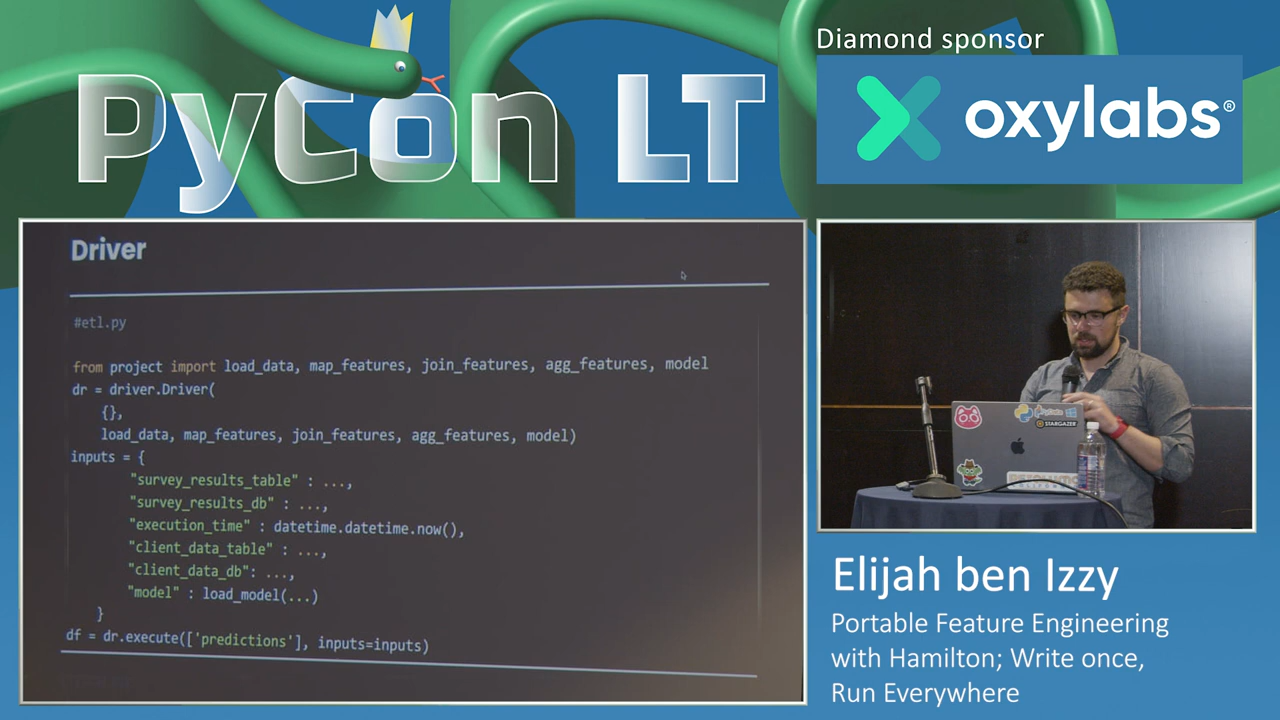 PyCon LT
Diamond sponsor
oxylabs®
Driver
#etl.py
from project import load_data, map_features, join_features, agg_features, model
dr = driver.Driver(
{},
load_data, map_features, join_features, agg_features, model)
inputs = {
"survey_results_table" : ...,
"survey_results_db" : ...,
"execution_time" : datetime.datetime.now(),
"client_data_table" : ...,
"client_data_db": ...,
"model" : load_model(...)
}
df = dr.execute(['predictions'], inputs=inputs)
STARGAZER
Elijah ben Izzy
Portable Feature Engineering
with Hamilton; Write once,
Run Everywhere